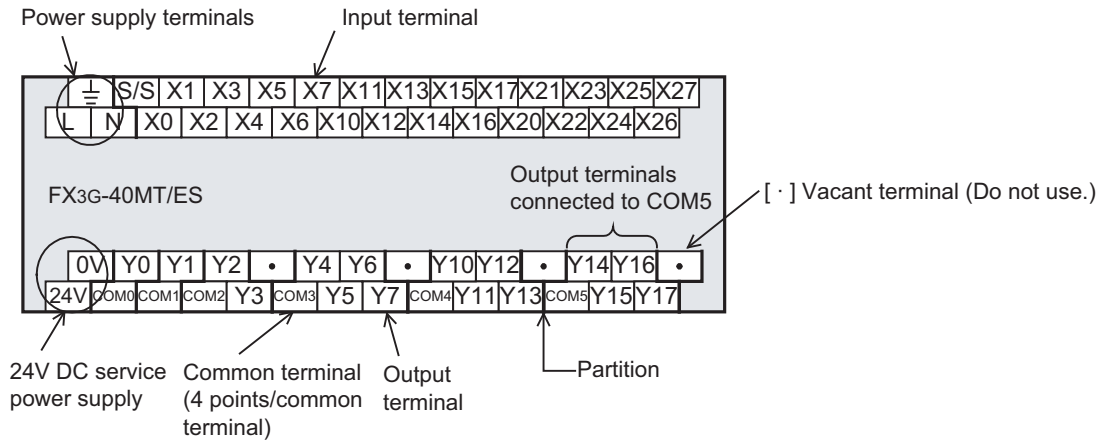 Power supply terminals
Input terminal
S/S X1 X3 X5 X7 X11 X13 X15 X17 X21 X23 X25 X27
L N X0 X2 X4 X6 X10 X12 X14 X16 X20 X22 X24 X26
FX3G-40MT/ES
Output terminals
connected to COM5
[ · ] Vacant terminal (Do not use.)
0V Y0 Y1 Y2 • Y4 Y6 • Y10 Y12 • Y14 Y16 •
24V COM0 COM1 COM2 Y3 COM3 Y5 Y7 COM4 Y11 Y13 COM5 Y15 Y17
24V DC service
power supply
Common terminal
(4 points/common
terminal)
Output
terminal
Partition